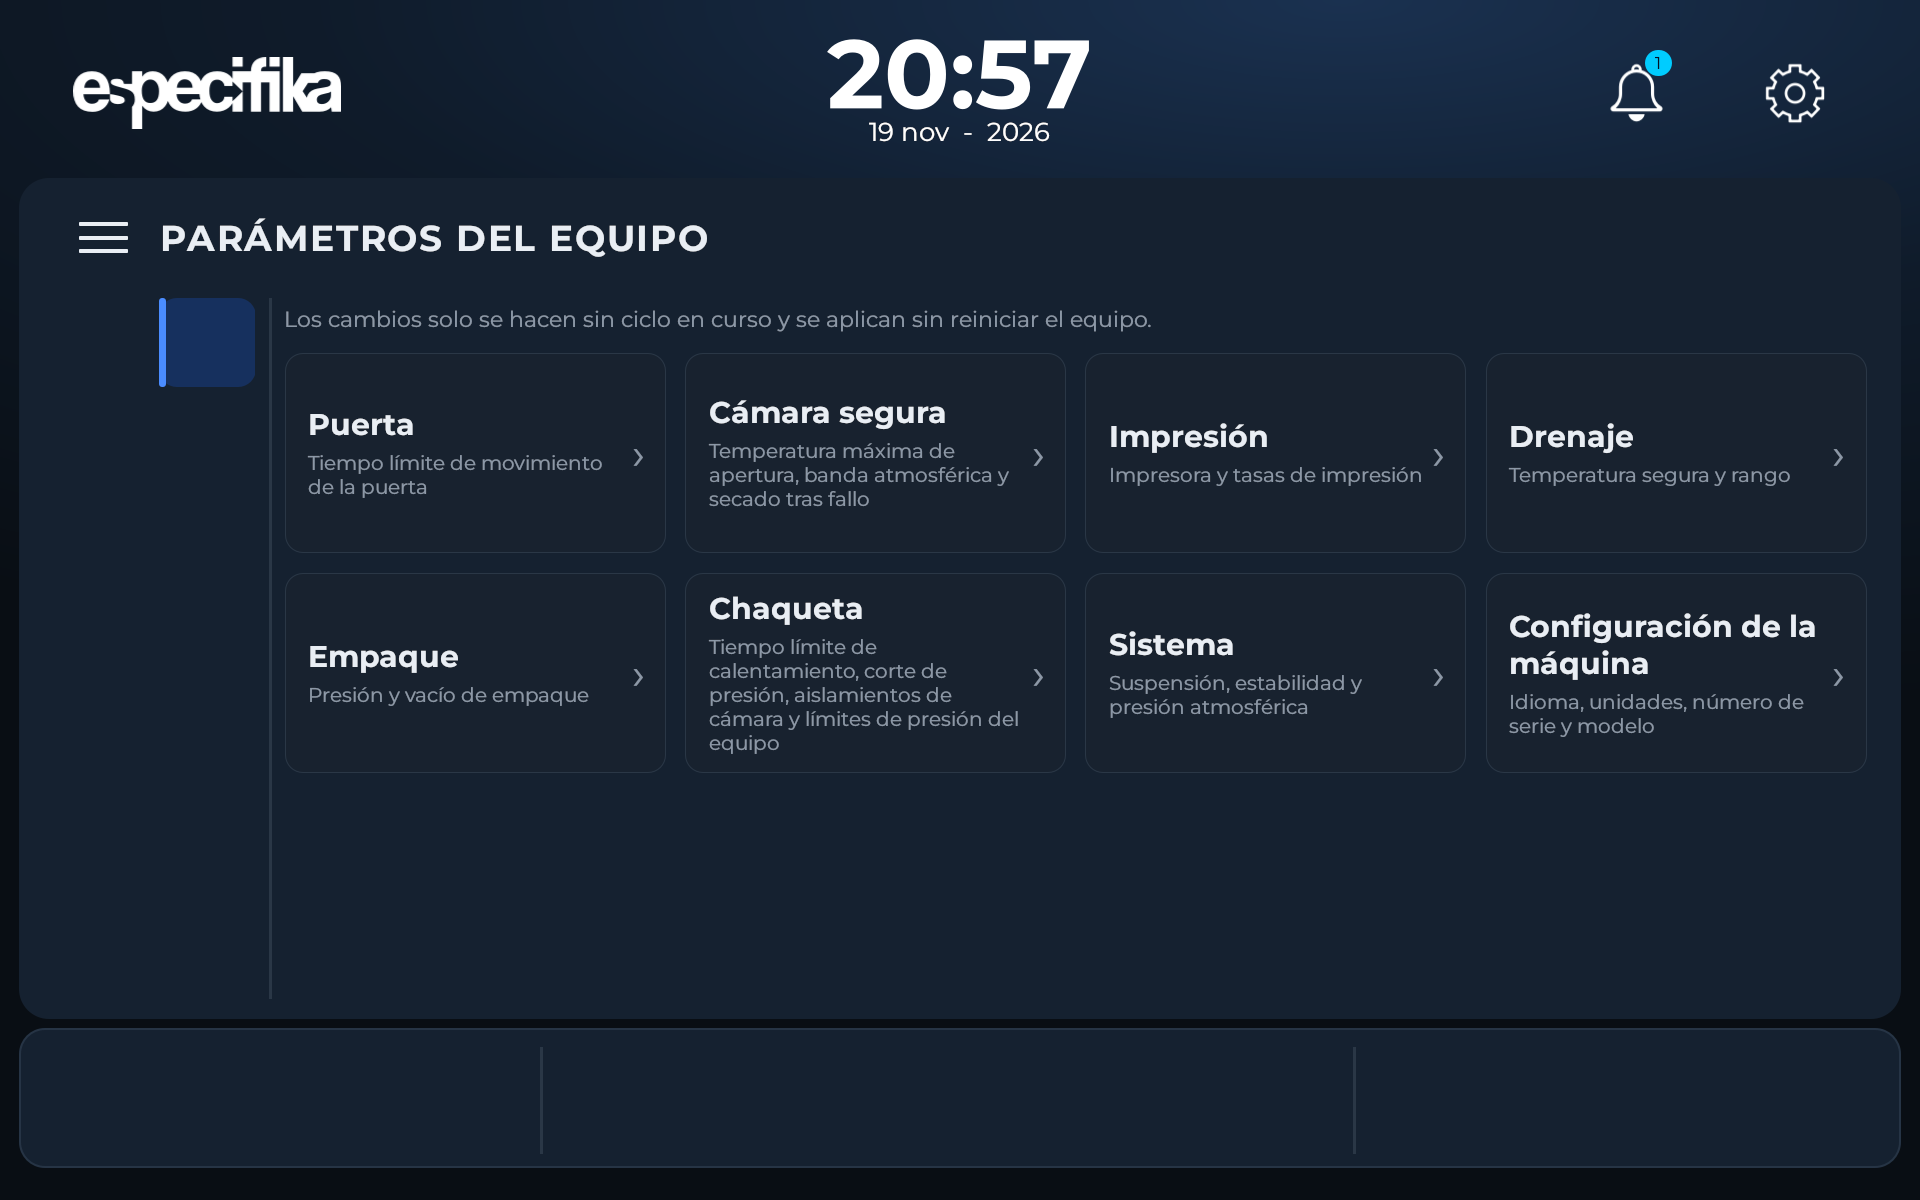 especifika
20:57
19 nov - 2026
1
PARÁMETROS DEL EQUIPO
Los cambios solo se hacen sin ciclo en curso y se aplican sin reiniciar el equipo.
Puerta
Tiempo límite de movimiento
de la puerta
Cámara segura
Temperatura máxima de
apertura, banda atmosférica y
secado tras fallo
Impresión
Impresora y tasas de impresión
Drenaje
Temperatura segura y rango
Empaque
Presión y vacío de empaque
Chaqueta
Tiempo límite de
calentamiento, corte de
presión, aislamientos de
cámara y límites de presión del
equipo
Sistema
Suspensión, estabilidad y
presión atmosférica
Configuración de la
máquina
Idioma, unidades, número de
serie y modelo